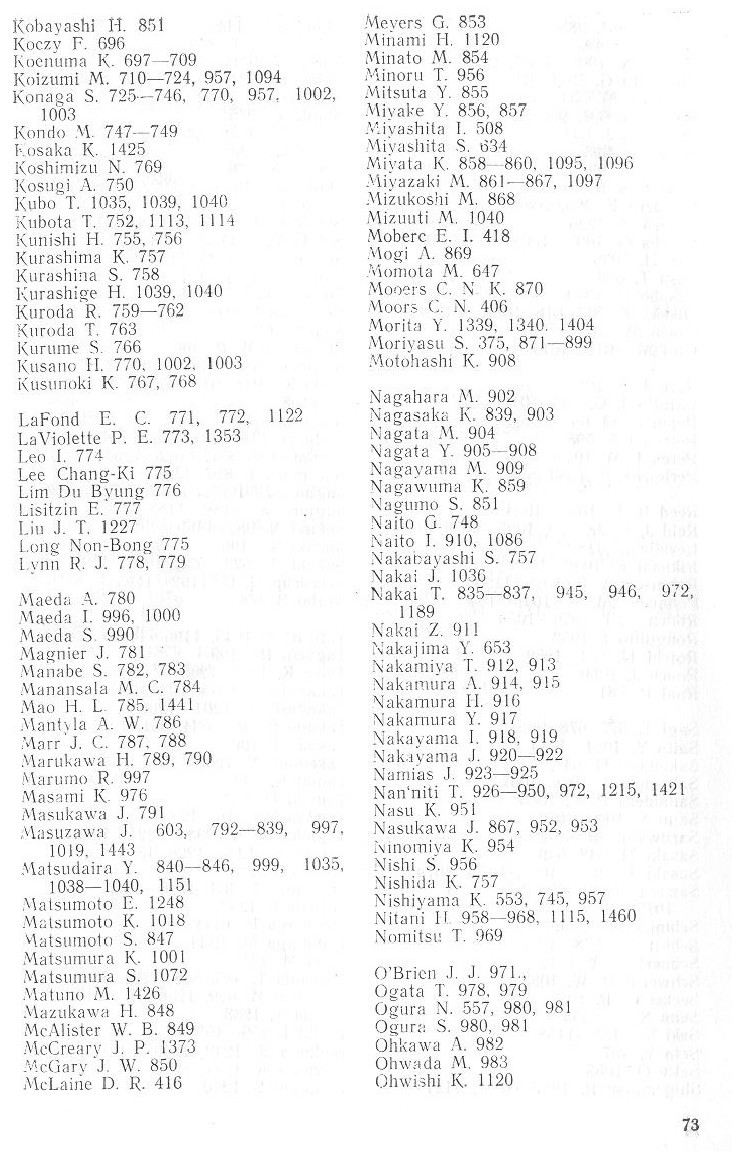 Kobayashi H. 851
Koczy F. 696
Koenuma K. 697—709
Koizumi M. 710—724, 957, 1094
Konaga S. 725—746, 770, 957, 1002,
1003
Kondo M. 747—749
Kosaka K. 1425
Koshimizu N. 769
Kosugi A. 750
Kubo T. 1035, 1039, 1040
Kubota T. 752, 1113, 1114
Kunishi H. 755, 756
Kurashima K. 757
Kurashina S. 758
Kurashige H. 1039, 1040
Kuroda R. 759—762
Kuroda T. 763
Kurume S. 766
Kusano H. 770, 1002, 1003
Kusunoki K. 767, 768
LaFond E. C. 771, 772, 1122
LaViolette P. E. 773, 1353
Leo I. 774
Lee Chang-Ki 775
Lim Du Byung 776
Lisitzin E. 777
Liu J. T. 1227
Long Non-Bong 775
Lynn R. J. 778, 779
Maeda A. 780
Maeda I. 996, 1000
Maeda S. 990
Magnier J. 781
Manabe S. 782, 783
Manansala M. C. 784
Mao H. L. 785. 1441
Mantyla A. W. 786
Marr J. C. 787, 788
Marukawa H. 789, 790
Marumo R. 997
Masami K. 976
Masukawa J. 791
Masuzawa J. 603, 792—839, 997,
1019, 1443
Matsudaira Y. 840—846, 999, 1035,
1038—1040, 1151
Matsumoto E. 1248
Matsumoto K. 1018
Matsumoto S. 847
Matsumura K. 1001
Matsumura S. 1072
Matuno M. 1426
Mazukawa H. 848
McAlister W. B. 849
McCreary J. P. 1373
McGary J. W. 850
McLaine D. R. 416
Meyers G. 853
Minami H. 1120
Minato M. 854
Minoru T. 956
Mitsuta Y. 855
Miyake Y. 856, 857
Miyashita I. 508
Miyashita S. 634
Miyata K. 858—860, 1095, 1096
Miyazaki M. 861—867, 1097
Mizukoshi M. 868
Mizuuti M. 1040
Moberc E. I. 418
Mogi A. 869
Momota M. 647
Mooers C. N. K. 870
Moors C. N. 406
Morita Y. 1339, 1340. 1404
Moriyasu S. 375, 871—899
Motohashi K. 908
Nagahara M. 902
Nagasaka K. 839, 903
Nagata M. 904
Nagata Y. 905—908
Nagayama M. 909
Nagawuma K. 859
Nagumo S. 851
Naito G. 748
Naito I. 910, 1086
Nakabayashi S. 757
Nakai J. 1036
Nakai T. 835—837, 945, 946, 972,
1189
Nakai Z. 911
Nakajima Y. 653
Nakamiya T. 912, 913
Nakamura A. 914, 915
Nakamura H. 916
Nakamura Y. 917
Nakayama I. 918, 919
Nakayama J. 920—922
Namias J. 923—925
Nan'niti T. 926—950, 972, 1215, 1421
Nasu K. 951
Nasukawa J. 867, 952, 953
Ninomiya K. 954
Nishi S. 956
Nishida K. 757
Nishiyama K. 553, 745, 957
Nitani H. 958—968, 1115, 1460
Nomitsu T. 969
O'Brien J. J. 971.,
Ogata T. 978, 979
Ogura N. 557, 980, 981
Ogura S. 980, 981
Ohkawa A. 982
Ohwada M. 983
Ohwishi K. 1120
73